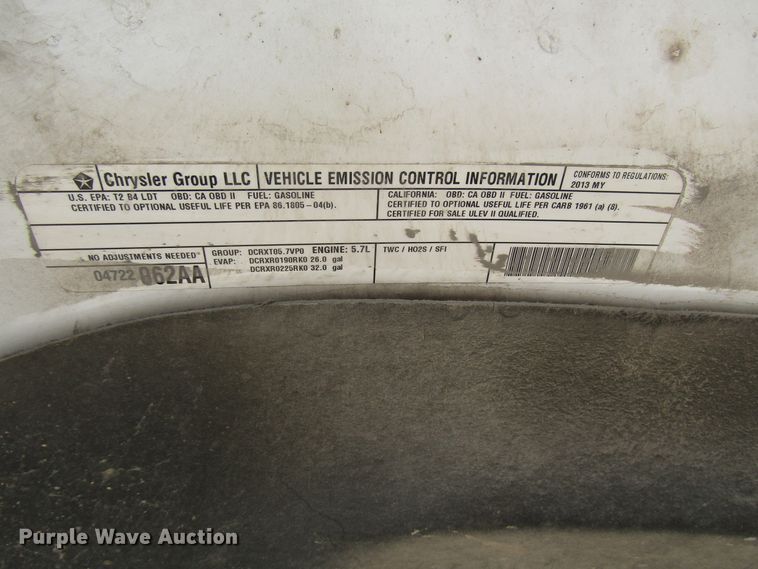 Chrysler Group LLC VEHICLE EMISSION CONTROL INFORMATION CONFORMS TO REGULATIONS:
2013 MY
U.S. EPA: T2 B4 LDT OBD: CA OBD II FUEL: GASOLINE
CERTIFIED TO OPTIONAL USEFUL LIFE PER EPA 86.1805-04(b).
CALIFORNIA: OBD: CA OBD II FUEL: GASOLINE
CERTIFIED TO OPTIONAL USEFUL LIFE PER CARB 1961 (a) (8).
CERTIFIED FOR SALE ULEV II QUALIFIED.
NO ADJUSTMENTS NEEDED
04722 062AA
GROUP: DCRXT05.7VP0 ENGINE: 5.7L
EVAP: DCRXR0190RK0 26.0 gal
DCRXR0225RK0 32.0 gal
TWC / HO2S / SFI
Purple Wave Auction